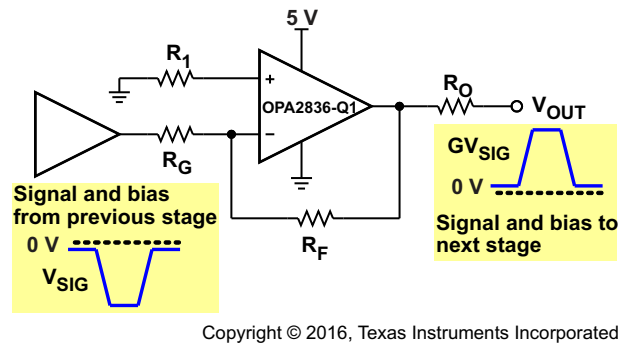 5 V
R1
+
OPA2836-Q1
RO
VOUT
−
RG
GVSIG
0 V
Signal and bias to
next stage
Signal and bias
from previous stage
0 V
VSIG
RF
Copyright © 2016, Texas Instruments Incorporated